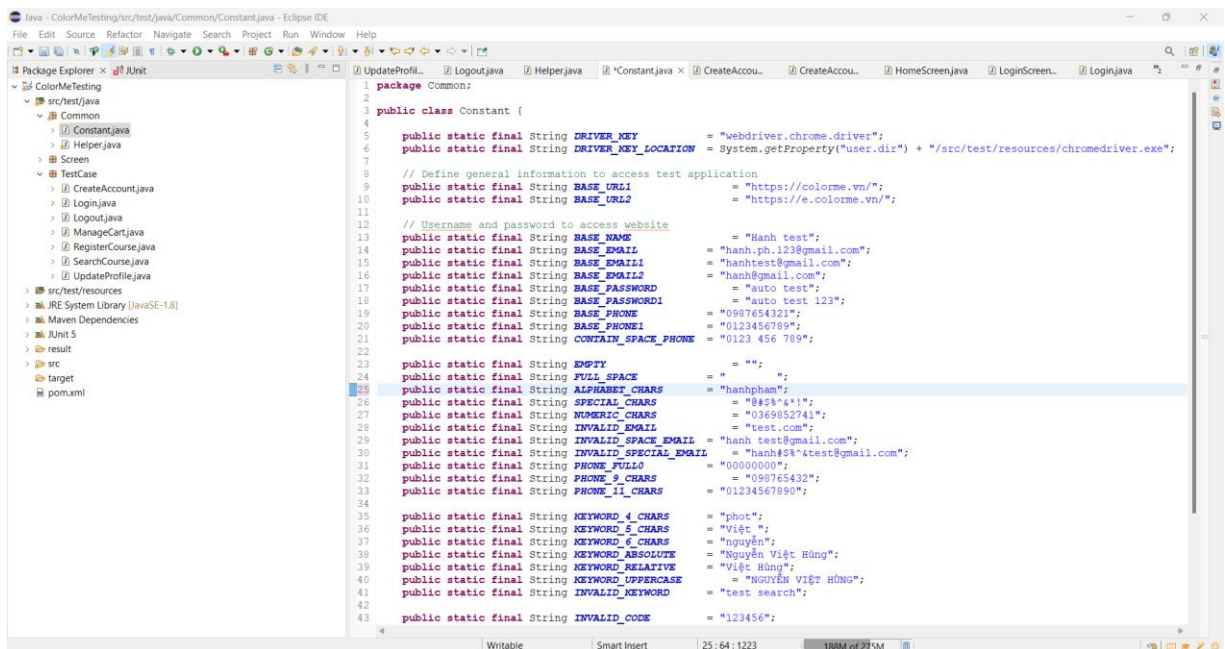 Java - ColorMeTesting/src/test/java/Common/Constant.java - Eclipse IDE
File Edit Source Refactor Navigate Search Project Run Window Help
Package Explorer JUnit
ColorMeTesting
src/test/java
Common
Constant.java
Helper.java
Screen
TestCase
CreateAccount.java
Login.java
Logout.java
ManageCart.java
RegisterCourse.java
SearchCourse.java
UpdateProfile.java
src/test/resources
JRE System Library [JavaSE-1.8]
Maven Dependencies
JUnit 5
result
src
target
pom.xml
UpdateProfil... Logout.java Helper.java *Constant.java CreateAccou... CreateAccou... HomeScreen.java LoginScreen... Login.java
1 package Common;
2
3 public class Constant {
4
5 public static final String DRIVER_KEY = "webdriver.chrome.driver";
6 public static final String DRIVER_KEY_LOCATION = System.getProperty("user.dir") + "/src/test/resources/chromedriver.exe";
7
8 // Define general information to access test application
9 public static final String BASE_URL1 = "https://colorme.vn/";
10 public static final String BASE_URL2 = "https://e.colorme.vn/";
11
12 // Username and password to access website
13 public static final String BASE_NAME = "Hanh test";
14 public static final String BASE_EMAIL = "hanh.ph.123@gmail.com";
15 public static final String BASE_EMAIL1 = "hanhtest@gmail.com";
16 public static final String BASE_EMAIL2 = "hanh@gmail.com";
17 public static final String BASE_PASSWORD = "auto test";
18 public static final String BASE_PASSWORD1 = "auto test 123";
19 public static final String BASE_PHONE = "0987654321";
20 public static final String BASE_PHONE1 = "0123456789";
21 public static final String CONTAIN_SPACE_PHONE = "0123 456 789";
22
23 public static final String EMPTY = "";
24 public static final String FULL_SPACE = "        ";
25 public static final String ALPHABET_CHARS = "hanhpham";
26 public static final String SPECIAL_CHARS = "@#$%^&*!";
27 public static final String NUMERIC_CHARS = "0369852741";
28 public static final String INVALID_EMAIL = "test.com";
29 public static final String INVALID_SPACE_EMAIL = "hanh test@gmail.com";
30 public static final String INVALID_SPECIAL_EMAIL = "hanh#$%^&test@gmail.com";
31 public static final String PHONE_FULL0 = "00000000";
32 public static final String PHONE_9_CHARS = "098765432";
33 public static final String PHONE_11_CHARS = "01234567890";
34
35 public static final String KEYWORD_4_CHARS = "phot";
36 public static final String KEYWORD_5_CHARS = "Việt ";
37 public static final String KEYWORD_6_CHARS = "nguyễn";
38 public static final String KEYWORD_ABSOLUTE = "Nguyễn Việt Hùng";
39 public static final String KEYWORD_RELATIVE = "Việt Hùng";
40 public static final String KEYWORD_UPPERCASE = "NGUYỄN VIỆT HÙNG";
41 public static final String INVALID_KEYWORD = "test search";
42
43 public static final String INVALID_CODE = "123456";
Writable Smart Insert 25 : 64 : 1223 188M of 275M